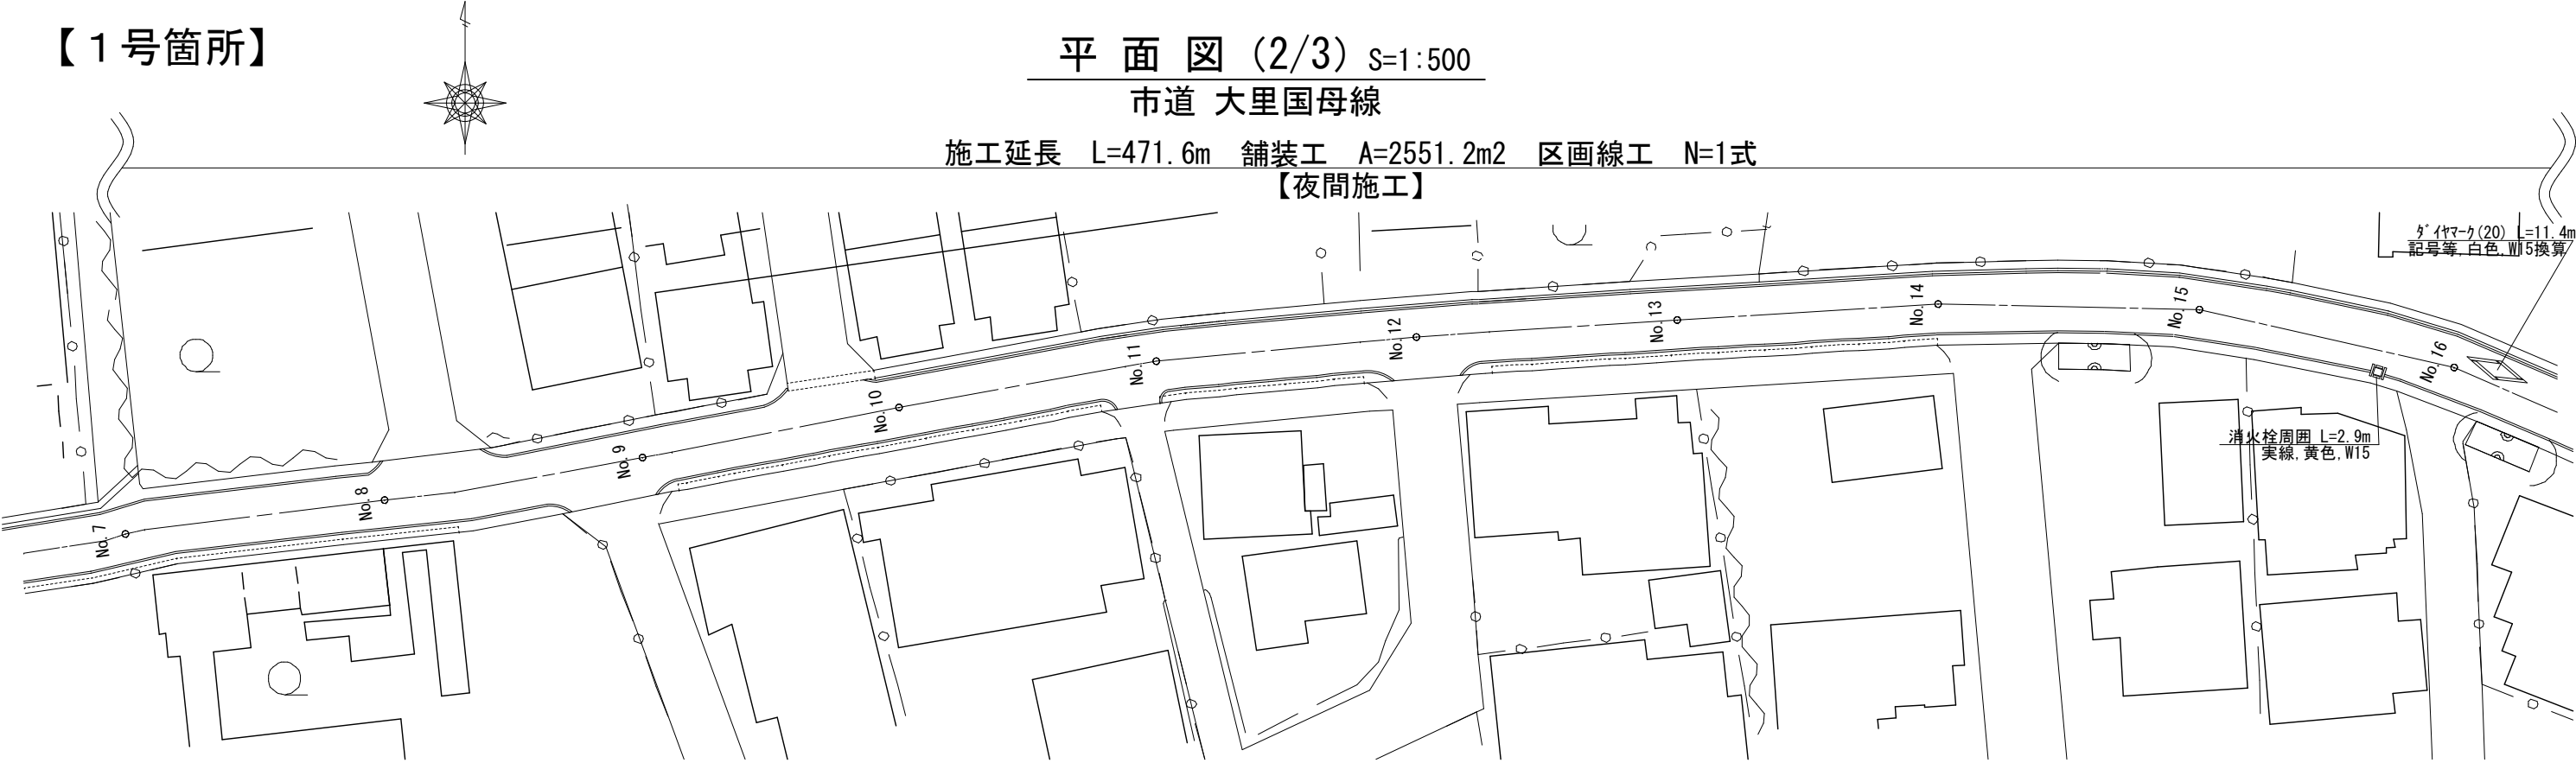 【１号箇所】
平 面 図 (2/3) S=1:500
市道 大里国母線
施工延長 L=471.6m 舗装工 A=2551.2m2 区画線工 N=1式
【夜間施工】
ﾀﾞｲﾔﾏｰｸ(20) L=11.4m
記号等,白色,W15換算
No.7
No.8
No.9
No.10
No.11
No.12
No.13
No.14
No.15
No.16
消火栓周囲 L=2.9m
実線,黄色,W15